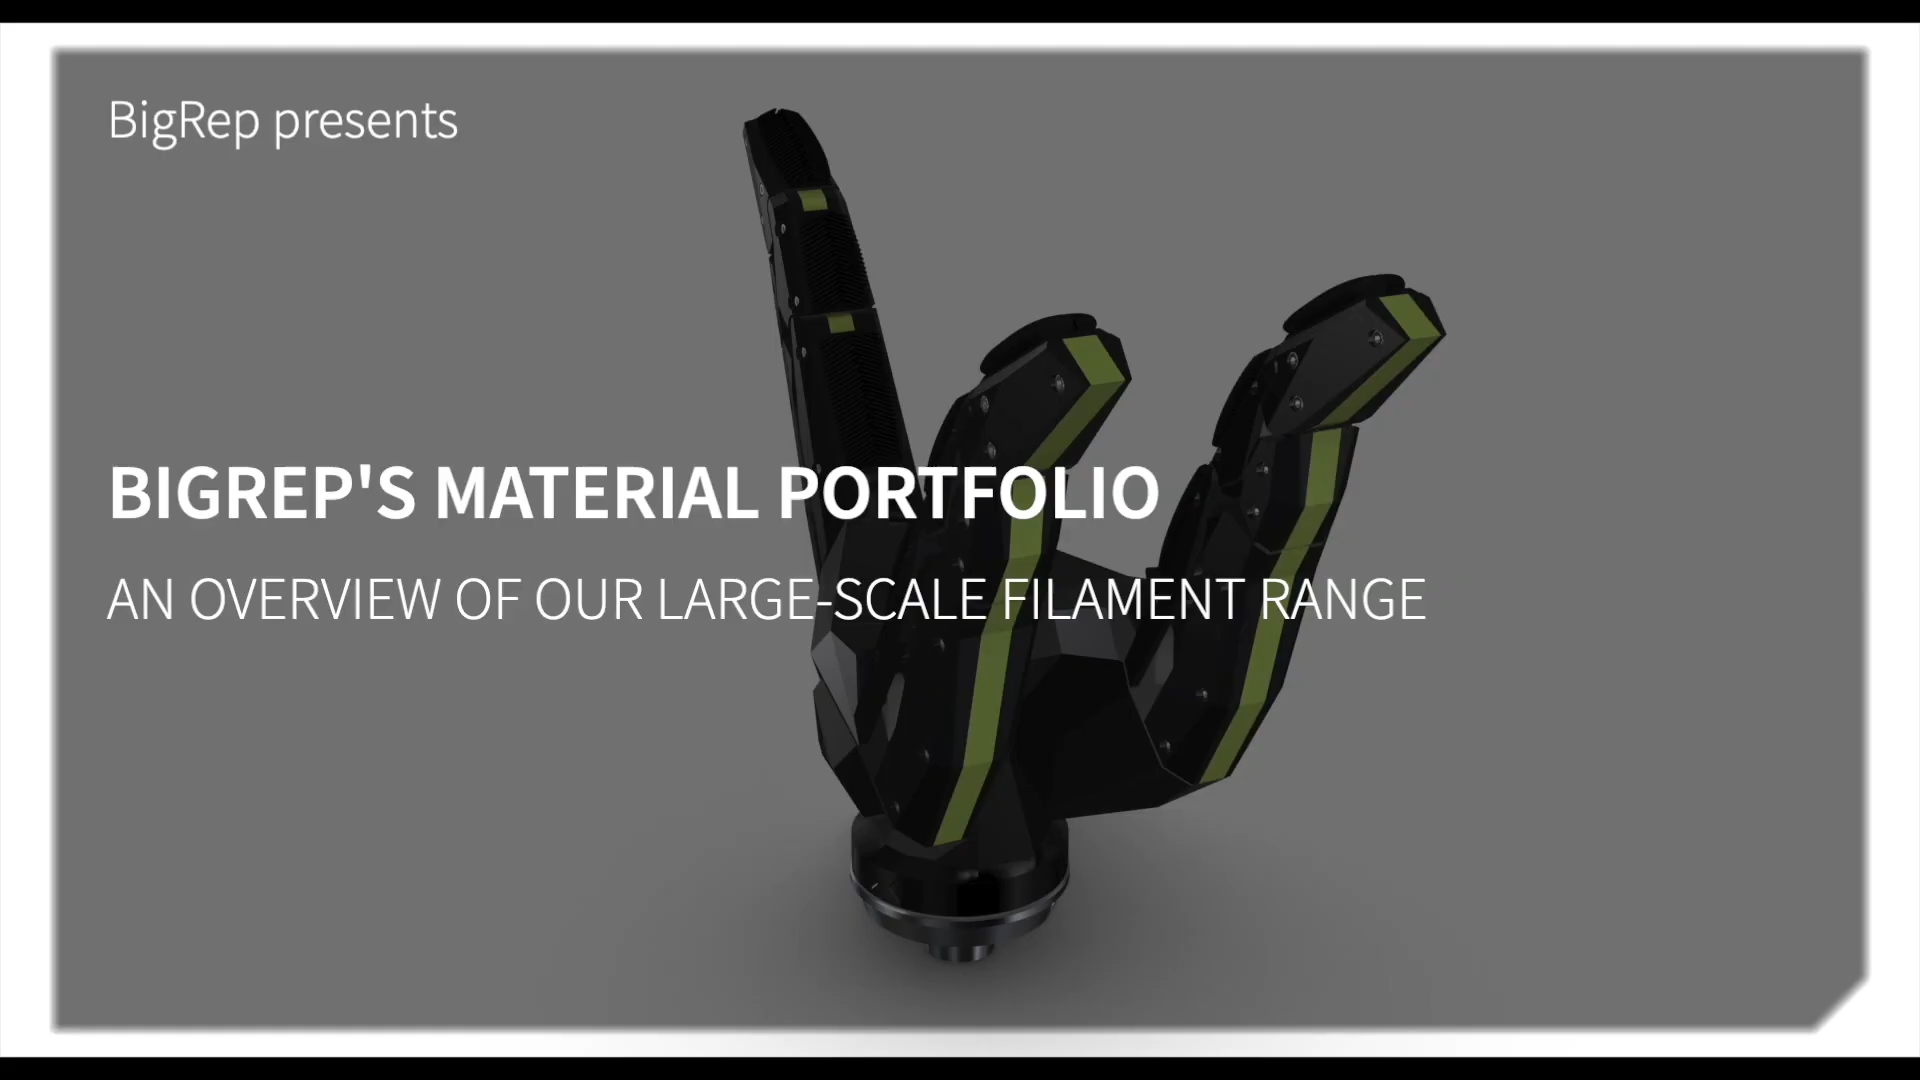 BigRep presents
BIGREP'S MATERIAL PORTFOLIO
AN OVERVIEW OF OUR LARGE-SCALE FILAMENT RANGE